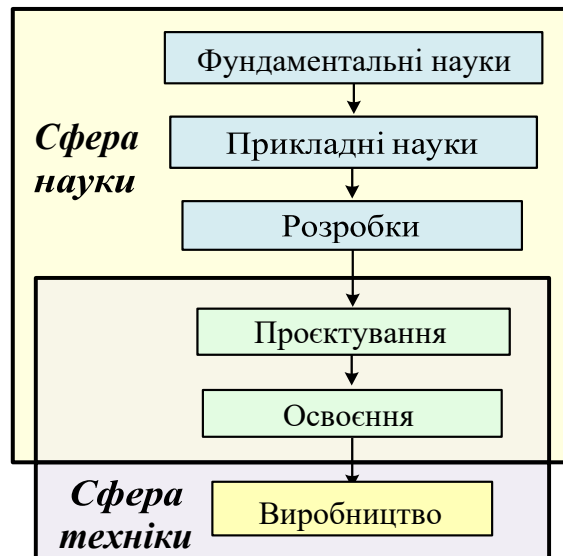 Фундаментальні науки
Сфера
науки
Прикладні науки
Розробки
Проєктування
Освоєння
Сфера
техніки
Виробництво